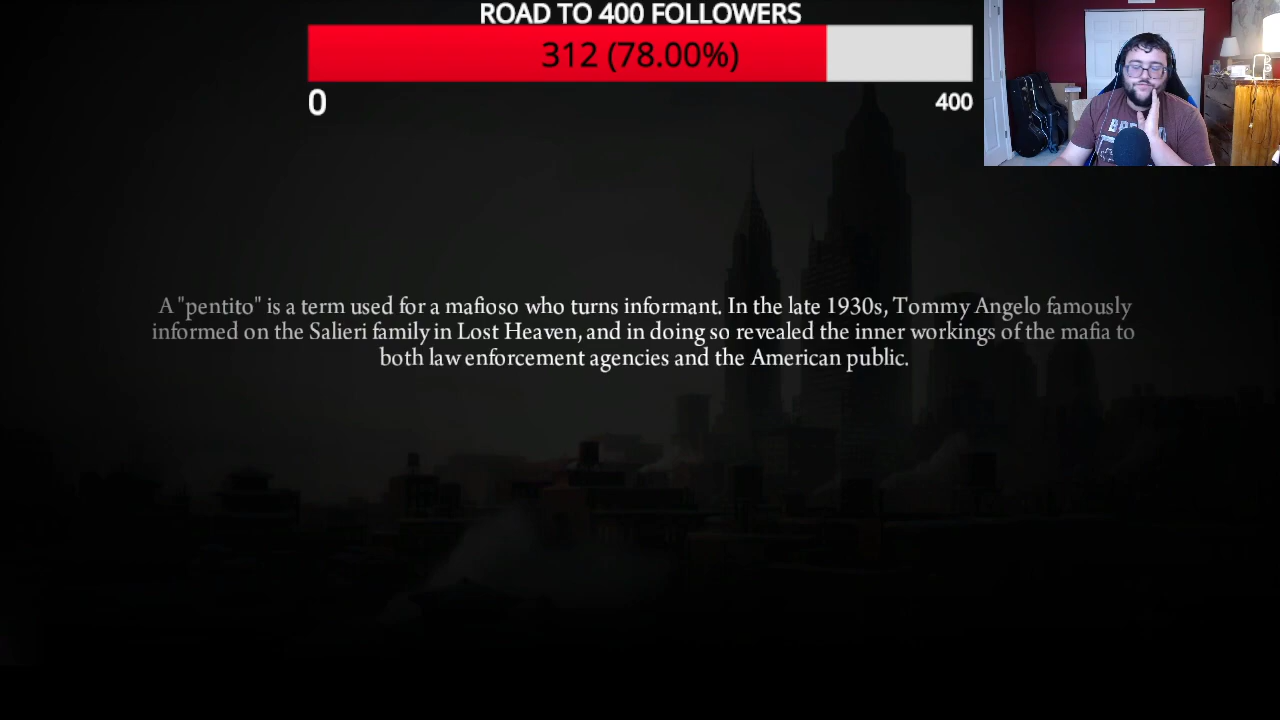 ROAD TO 400 FOLLOWERS
312 (78.00%)
0
400
A "pentito" is a term used for a mafioso who turns informant. In the late 1930s, Tommy Angelo famously
informed on the Salieri family in Lost Heaven, and in doing so revealed the inner workings of the mafia to
both law enforcement agencies and the American public.